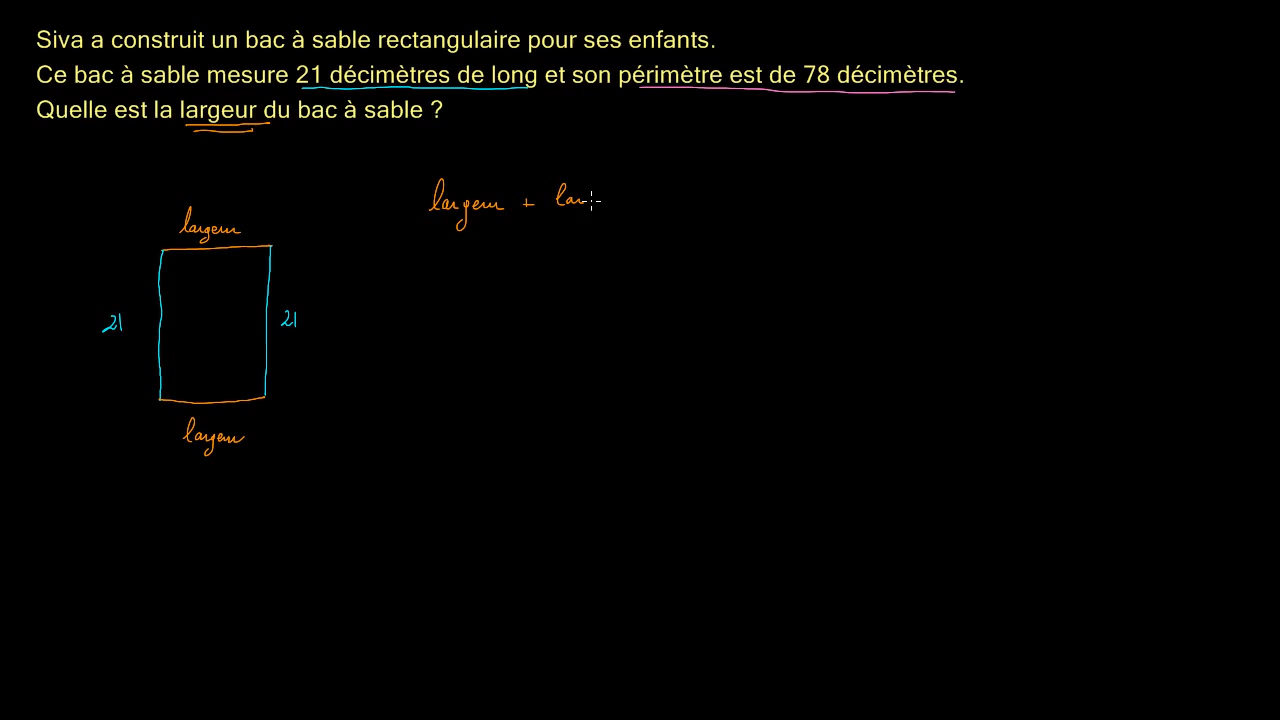 Siva a construit un bac à sable rectangulaire pour ses enfants.
Ce bac à sable mesure 21 décimètres de long et son périmètre est de 78 décimètres.
Quelle est la largeur du bac à sable ?
largeur + lar
largeur
21 21
largeur